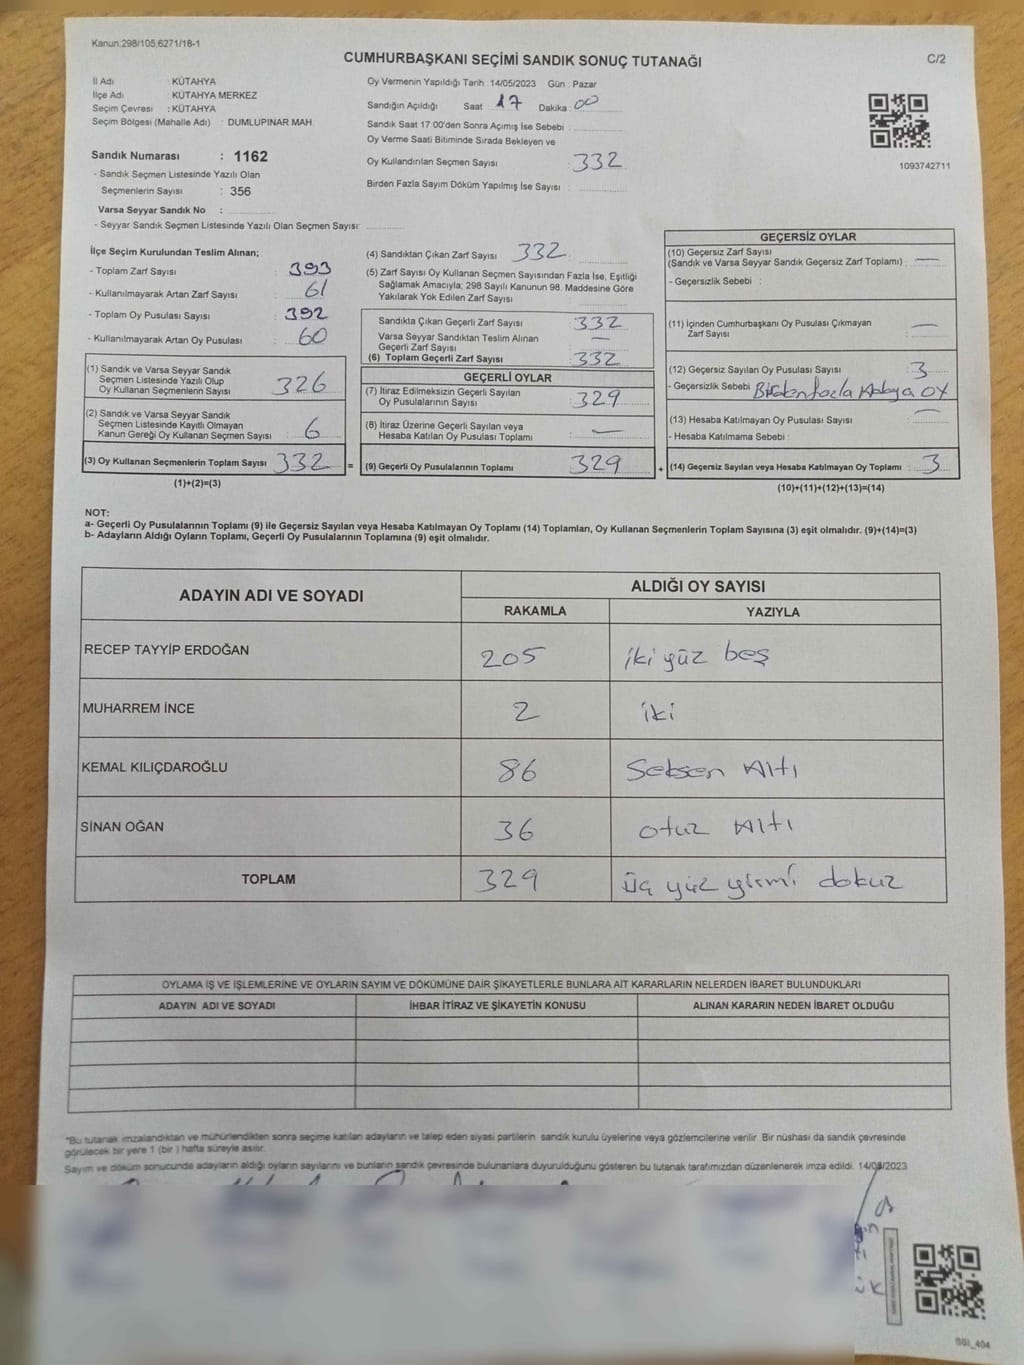 Kanun:298/105,6271/18-1
CUMHURBAŞKANI SEÇİMİ SANDIK SONUÇ TUTANAĞI
C/2
İl Adı : KÜTAHYA
İlçe Adı : KÜTAHYA MERKEZ
Seçim Çevresi : KÜTAHYA
Seçim Bölgesi (Mahalle Adı) : DUMLUPINAR MAH
Sandık Numarası : 1162
- Sandık Seçmen Listesinde Yazılı Olan
Seçmenlerin Sayısı : 356
Varsa Seyyar Sandık No :
- Seyyar Sandık Seçmen Listesinde Yazılı Olan Seçmen Sayısı:
Oy Vermenin Yapıldığı Tarih :14/05/2023 Gün : Pazar
Sandığın Açıldığı Saat 17 Dakika : 00
Sandık Saat 17:00'den Sonra Açımış İse Sebebi :
Oy Verme Saati Bitiminde Sırada Bekleyen ve
Oy Kullandırılan Seçmen Sayısı : 332
Birden Fazla Sayım Döküm Yapılmış İse Sayısı :
1093742711
İlçe Seçim Kurulundan Teslim Alınan;
- Toplam Zarf Sayısı : 393
- Kullanılmayarak Artan Zarf Sayısı : 61
- Toplam Oy Pusulası Sayısı : 392
- Kullanılmayarak Artan Oy Pusulası : 60
(1) Sandık ve Varsa Seyyar Sandık
Seçmen Listesinde Yazılı Olup
Oy Kullanan Seçmenlerin Sayısı : 326
(2) Sandık ve Varsa Seyyar Sandık
Seçmen Listesinde Kayıtlı Olmayan
Kanun Gereği Oy Kullanan Seçmen Sayısı : 6
(3) Oy Kullanan Seçmenlerin Toplam Sayısı : 332 =
(1)+(2)=(3)
(4) Sandıktan Çıkan Zarf Sayısı : 332
(5) Zarf Sayısı Oy Kullanan Seçmen Sayısından Fazla İse, Eşitliği
Sağlamak Amacıyla; 298 Sayılı Kanunun 98. Maddesine Göre
Yakılarak Yok Edilen Zarf Sayısı :
Sandıkta Çıkan Geçerli Zarf Sayısı : 332
Varsa Seyyar Sandıktan Teslim Alınan
Geçerli Zarf Sayısı : —
(6) Toplam Geçerli Zarf Sayısı : 332
GEÇERLİ OYLAR
(7) İtiraz Edilmeksizin Geçerli Sayılan
Oy Pusulalarının Sayısı : 329
(8) İtiraz Üzerine Geçerli Sayılan veya
Hesaba Katılan Oy Pusulası Toplamı : —
(9) Geçerli Oy Pusulalarının Toplamı : 329 +
GEÇERSİZ OYLAR
(10) Geçersiz Zarf Sayısı
(Sandık ve Varsa Seyyar Sandık Geçersiz Zarf Toplamı) : —
- Geçersizlik Sebebi :
(11) İçinden Cumhurbaşkanı Oy Pusulası Çıkmayan
Zarf Sayısı : —
(12) Geçersiz Sayılan Oy Pusulası Sayısı : 3
- Geçersizlik Sebebi : Birden fazla Adaya OY
(13) Hesaba Katılmayan Oy Pusulası Sayısı : —
- Hesaba Katılmama Sebebi :
(14) Geçersiz Sayılan veya Hesaba Katılmayan Oy Toplamı : 3
(10)+(11)+(12)+(13)=(14)
NOT:
a- Geçerli Oy Pusulalarının Toplamı (9) ile Geçersiz Sayılan veya Hesaba Katılmayan Oy Toplamı (14) Toplamları, Oy Kullanan Seçmenlerin Toplam Sayısına (3) eşit olmalıdır. (9)+(14)=(3)
b- Adayların Aldığı Oyların Toplamı, Geçerli Oy Pusulalarının Toplamına (9) eşit olmalıdır.
ADAYIN ADI VE SOYADI
ALDIĞI OY SAYISI
RAKAMLA YAZIYLA
RECEP TAYYİP ERDOĞAN 205 iki yüz beş
MUHARREM İNCE 2 iki
KEMAL KILIÇDAROĞLU 86 Seksen Altı
SİNAN OĞAN 36 otuz Altı
TOPLAM 329 üç yüz yirmi dokuz
OYLAMA İŞ VE İŞLEMLERİNE VE OYLARIN SAYIM VE DÖKÜMÜNE DAİR ŞİKAYETLERLE BUNLARA AİT KARARLARIN NELERDEN İBARET BULUNDUKLARI
ADAYIN ADI VE SOYADI İHBAR İTİRAZ VE ŞİKAYETİN KONUSU ALINAN KARARIN NEDEN İBARET OLDUĞU
*Bu tutanak imzalandıktan ve mühürlendikten sonra seçime katılan adayların ve talep eden siyasi partilerin sandık kurulu üyelerine veya gözlemcilerine verilir. Bir nüshası da sandık çevresinde
görülecek bir yere 1 (bir ) hafta süreyle asılır.
Sayım ve döküm sonucunda adayların aldığı oyların sayılarını ve bunların sandık çevresinde bulunanlara duyurulduğunu gösteren bu tutanak tarafımızdan düzenlenerek imza edildi. 14/05/2023